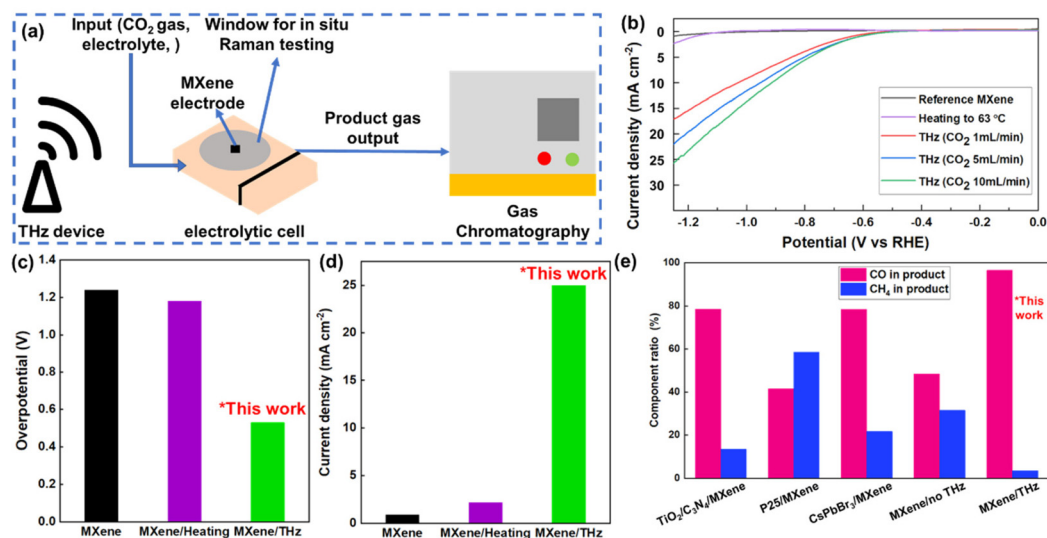 (a)
Input (CO₂ gas,
electrolyte, )
Window for in situ
Raman testing
MXene
electrode
Product gas
output
THz device
electrolytic cell
Gas
Chromatography
(b)
Current density (mA cm⁻²)
0
5
10
15
20
25
30
Reference MXene
Heating to 63 °C
THz (CO₂ 1mL/min)
THz (CO₂ 5mL/min)
THz (CO₂ 10mL/min)
-1.2 -1.0 -0.8 -0.6 -0.4 -0.2 0.0
Potential (V vs RHE)
(c)
Overpotential (V)
1.4
1.2
1.0
0.8
0.6
0.4
0.2
0.0
*This work
MXene MXene/Heating MXene/THz
(d)
Current density (mA cm⁻²)
25
20
15
10
5
0
*This work
MXene MXene/Heating MXene/THz
(e)
Component ratio (%)
100
80
60
40
20
0
CO in product
CH₄ in product
*This
work
TiO₂/C₃N₄/MXene
P25/MXene
CsPbBr₃/MXene
MXene/no THz
MXene/THz